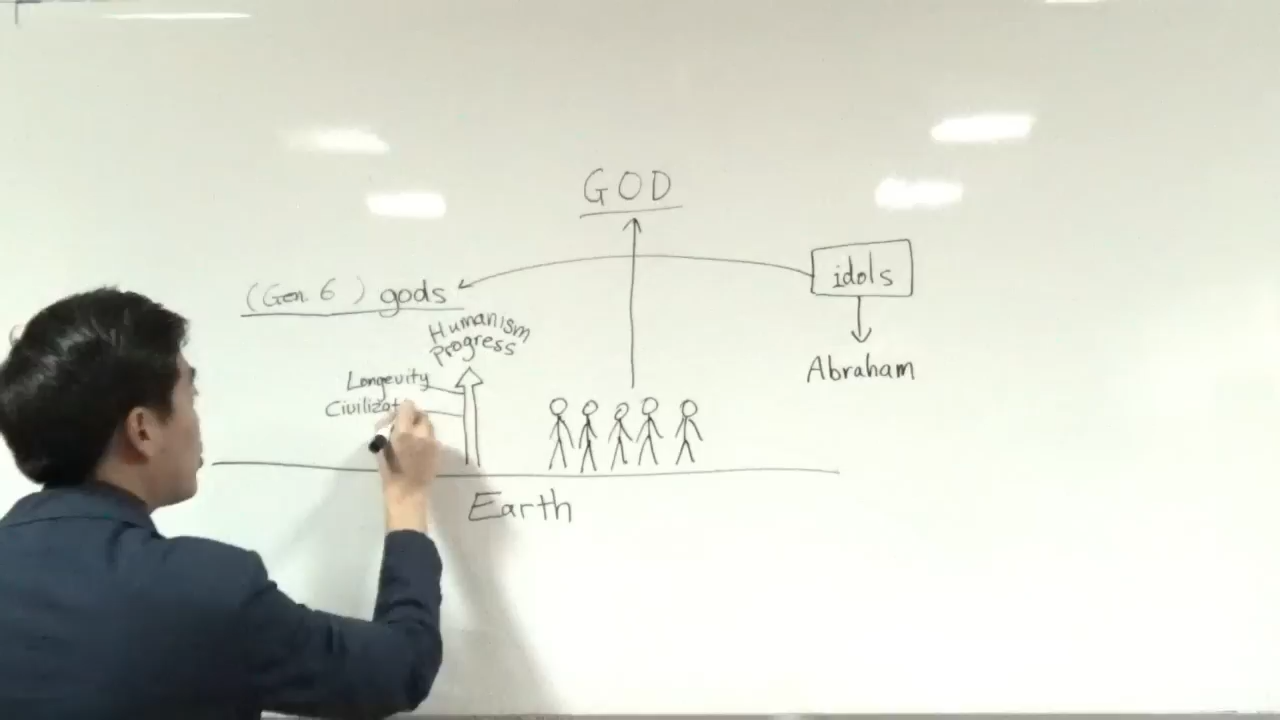 GOD
idols
(Gen. 6) gods
Humanism
Progress
Longevity
Abraham
Earth